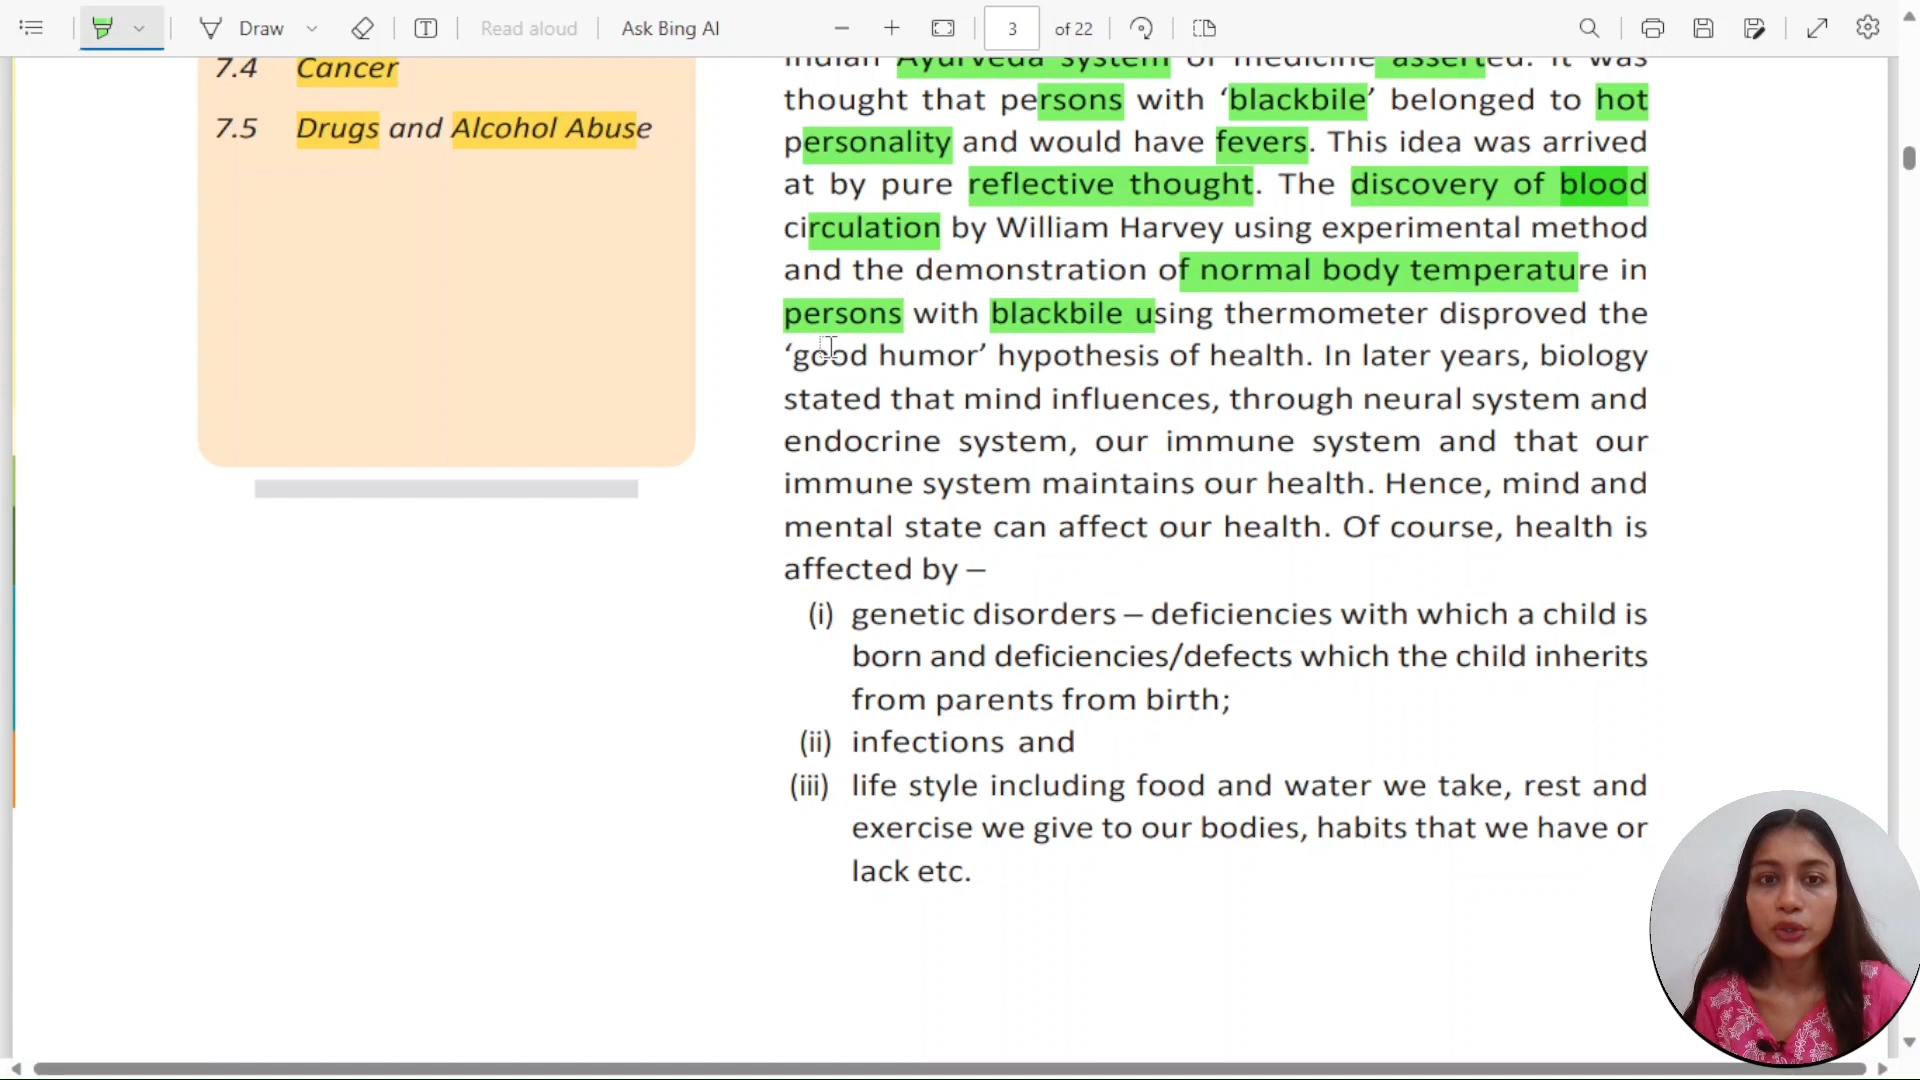 Draw
Read aloud
Ask Bing AI
3
of 22
7.4 Cancer
7.5 Drugs and Alcohol Abuse
Indian Ayurveda system of medicine asserted. It was
thought that persons with ‘blackbile’ belonged to hot
personality and would have fevers. This idea was arrived
at by pure reflective thought. The discovery of blood
circulation by William Harvey using experimental method
and the demonstration of normal body temperature in
persons with blackbile using thermometer disproved the
‘good humor’ hypothesis of health. In later years, biology
stated that mind influences, through neural system and
endocrine system, our immune system and that our
immune system maintains our health. Hence, mind and
mental state can affect our health. Of course, health is
affected by –
(i) genetic disorders – deficiencies with which a child is
born and deficiencies/defects which the child inherits
from parents from birth;
(ii) infections and
(iii) life style including food and water we take, rest and
exercise we give to our bodies, habits that we have or
lack etc.